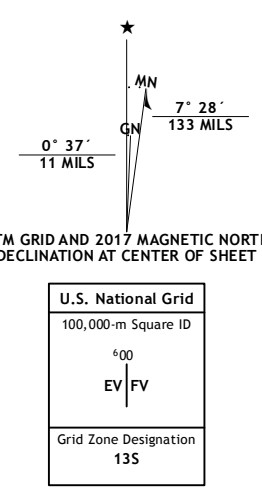 ★
MN
GN
7° 28´
133 MILS
0° 37´
11 MILS
TM GRID AND 2017 MAGNETIC NORTH
DECLINATION AT CENTER OF SHEET
U.S. National Grid
100,000-m Square ID
⁶00
EV FV
Grid Zone Designation
13S